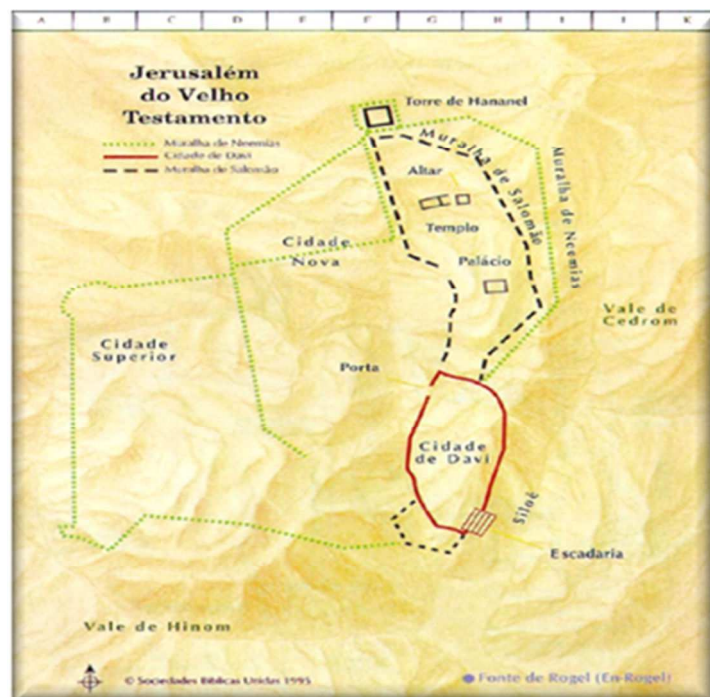 A B C D E F G H I J K
Jerusalém
do Velho
Testamento
Muralha de Neemias
Cidade de Davi
Muralha de Salomão
Torre de Hananel
Muralha de Salomão
Muralha de Neemias
Altar
Templo
Cidade
Nova
Palácio
Vale de
Cedrom
Cidade
Superior
Porta
Cidade
de Davi
Siloé
Escadaria
Vale de Hinom
© Sociedades Bíblicas Unidas 1995
Fonte de Rogel (En-Rogel)